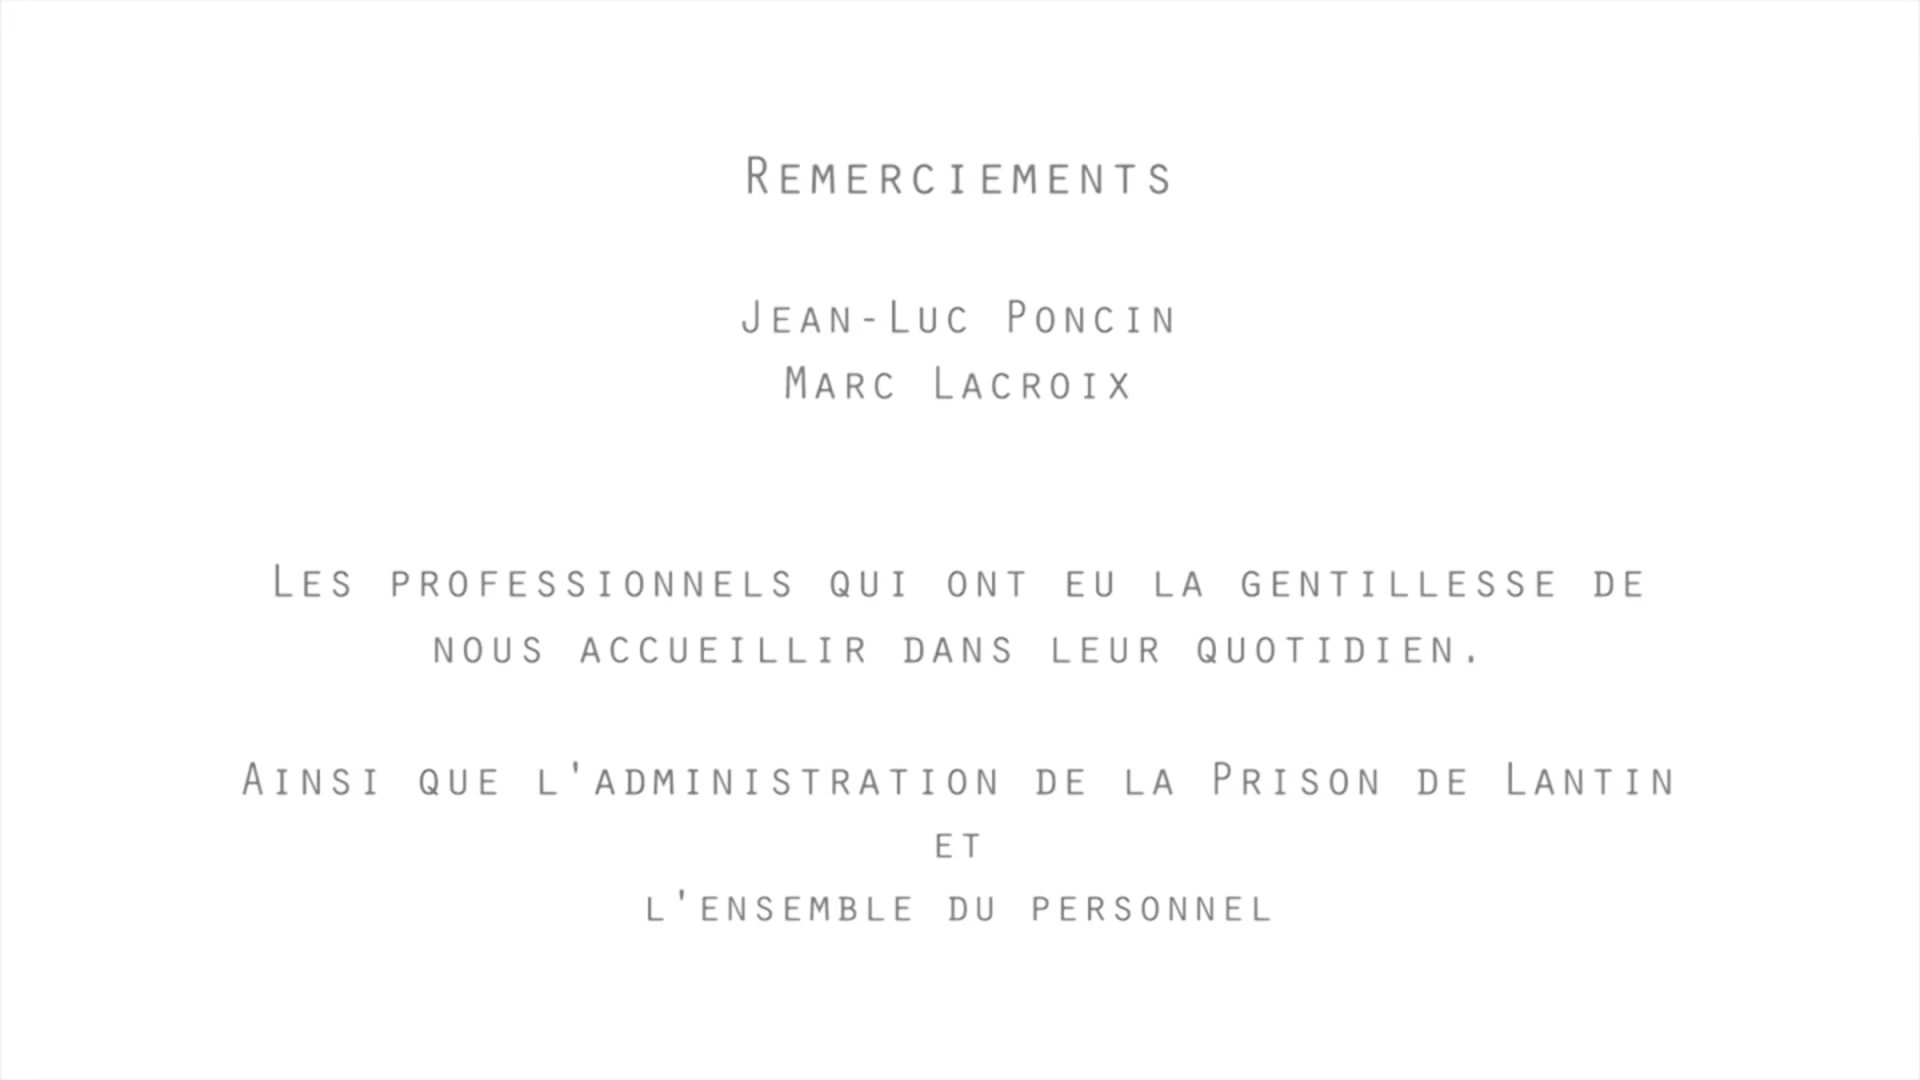 Remerciements
Jean-Luc Poncin
Marc Lacroix
Les professionnels qui ont eu la gentillesse de
nous accueillir dans leur quotidien.
Ainsi que l'administration de la Prison de Lantin
et
l'ensemble du personnel